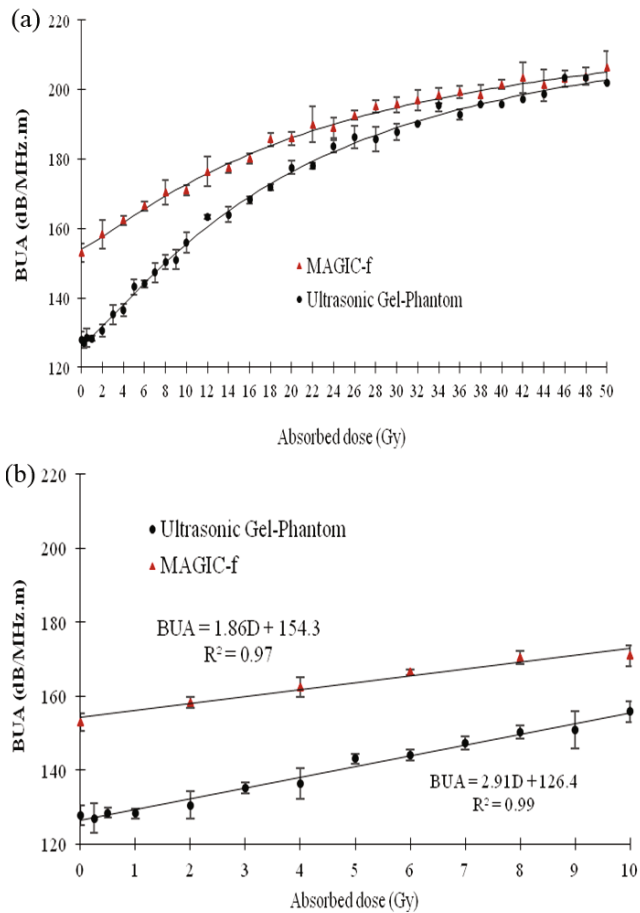 (a)
220
200
180
160
140
120
BUA (dB/MHz.m)
MAGIC-f
Ultrasonic Gel-Phantom
0 2 4 6 8 10 12 14 16 18 20 22 24 26 28 30 32 34 36 38 40 42 44 46 48 50
Absorbed dose (Gy)
(b)
220
200
180
160
140
120
BUA (dB/MHz.m)
Ultrasonic Gel-Phantom
MAGIC-f
BUA = 1.86D + 154.3
R² = 0.97
BUA = 2.91D +126.4
R² = 0.99
0 1 2 3 4 5 6 7 8 9 10
Absorbed dose (Gy)